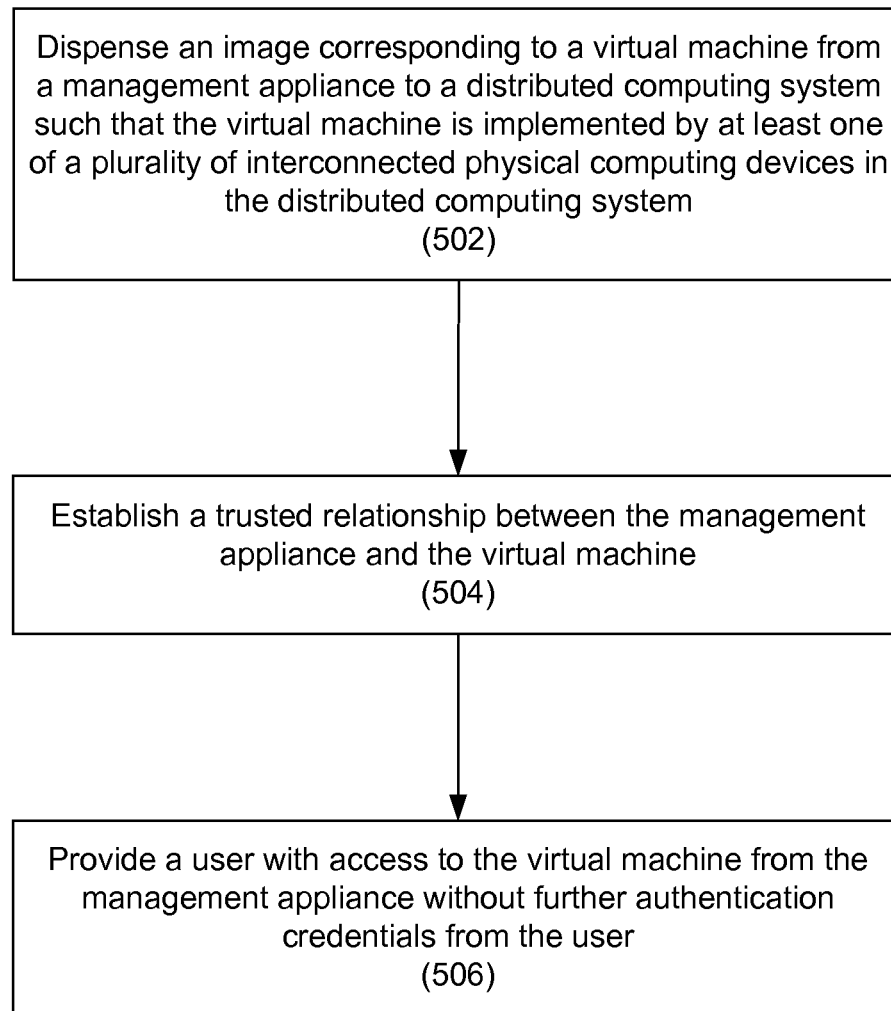 Dispense an image corresponding to a virtual machine from
a management appliance to a distributed computing system
such that the virtual machine is implemented by at least one
of a plurality of interconnected physical computing devices in
the distributed computing system
(502)
Establish a trusted relationship between the management
appliance and the virtual machine
(504)
Provide a user with access to the virtual machine from the
management appliance without further authentication
credentials from the user
(506)